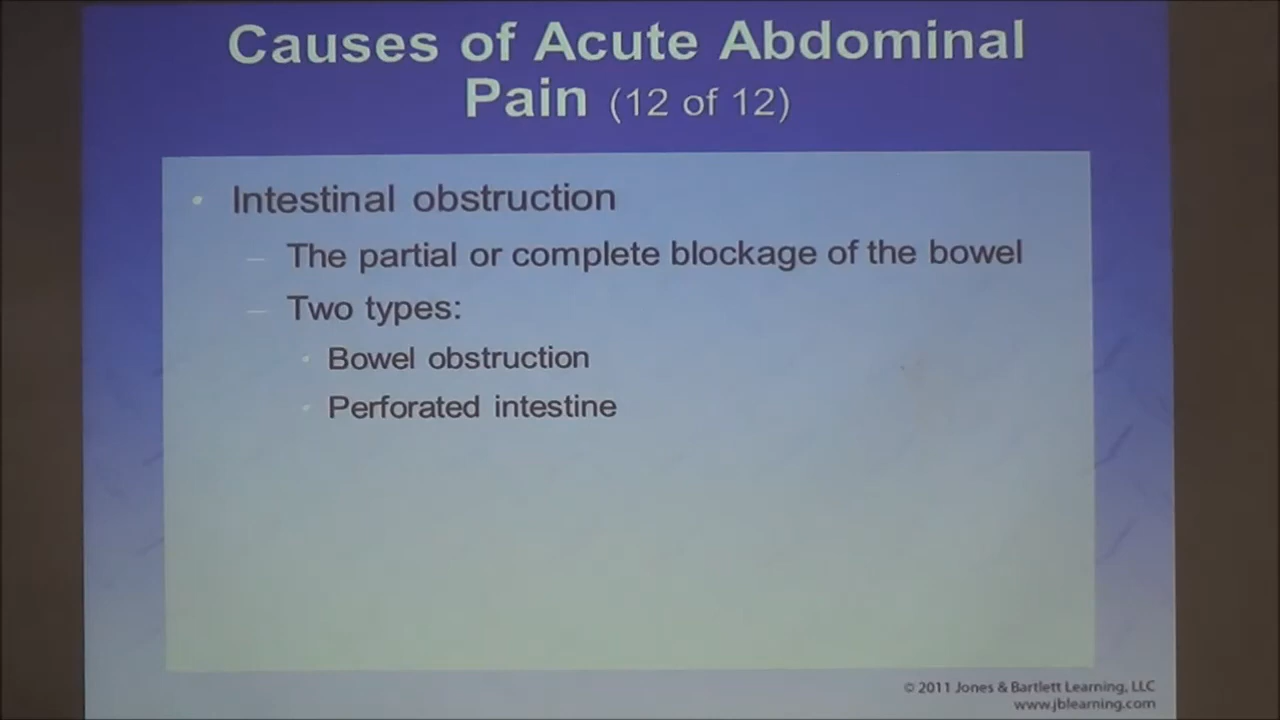 Causes of Acute Abdominal
Pain (12 of 12)
• Intestinal obstruction
– The partial or complete blockage of the bowel
– Two types:
• Bowel obstruction
• Perforated intestine
© 2011 Jones & Bartlett Learning, LLC
www.jblearning.com